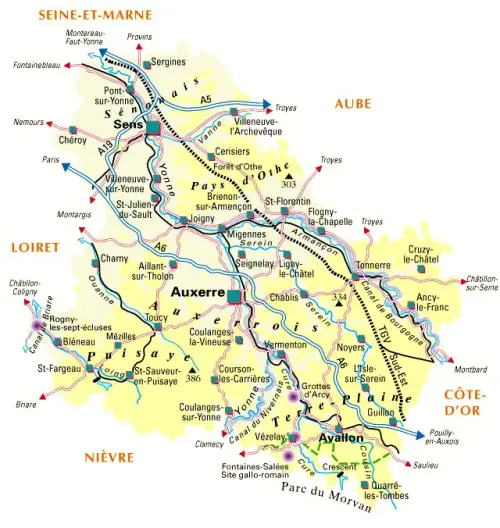 SEINE-ET-MARNE
Montereau-
Faut-Yonne
Provins
Fontainebleau
Sergines
Pont-
sur-Yonne
Sénonais
A5
Troyes
AUBE
Nemours
Sens
Vanne
Villeneuve-
l'Archevêque
Chéroy
A19
Cerisiers
Forêt d'Othe
Paris
Yonne
Troyes
Villeneuve-
sur-Yonne
Pays d'Othe
303
St-Julien-
du-Sault
Brienon-
sur-Armençon
St-Florentin
Flogny-
la-Chapelle
Troyes
Montargis
Joigny
Migennes
Armançon
Cruzy-
le-Châtel
LOIRET
A6
Serein
Charny
Aillant-
sur-Tholon
Seignelay
Ligny-
le-Châtel
Tonnerre
Châtillon-
sur-Seine
Châtillon-
Coligny
Ouanne
Auxerre
Chablis
Serein
334
Canal de Bourgogne
Ancy-
le-Franc
Canal de Briare
Rogny-
les-sept-écluses
Toucy
Auxerrois
TGV
Sud-Est
Bléneau
Mézilles
Coulanges-
la-Vineuse
Vermenton
Noyers
A6
Montbard
Puisaye
St-Fargeau
Loing
St-Sauveur-
en-Puisaye
386
Courson-
les-Carrières
Cure
Grottes
d'Arcy
L'Isle-
sur-Serein
CÔTE-
D'OR
Briare
Coulanges-
sur-Yonne
Yonne
Canal du Nivernais
Terre Plaine
Guillon
Clamecy
Vézelay
Avallon
Pouilly-
en-Auxois
NIÈVRE
Fontaines-Salées
Site gallo-romain
Cure
Crescent
Cousin
Saulieu
Parc du Morvan
Quarré-
les-Tombes